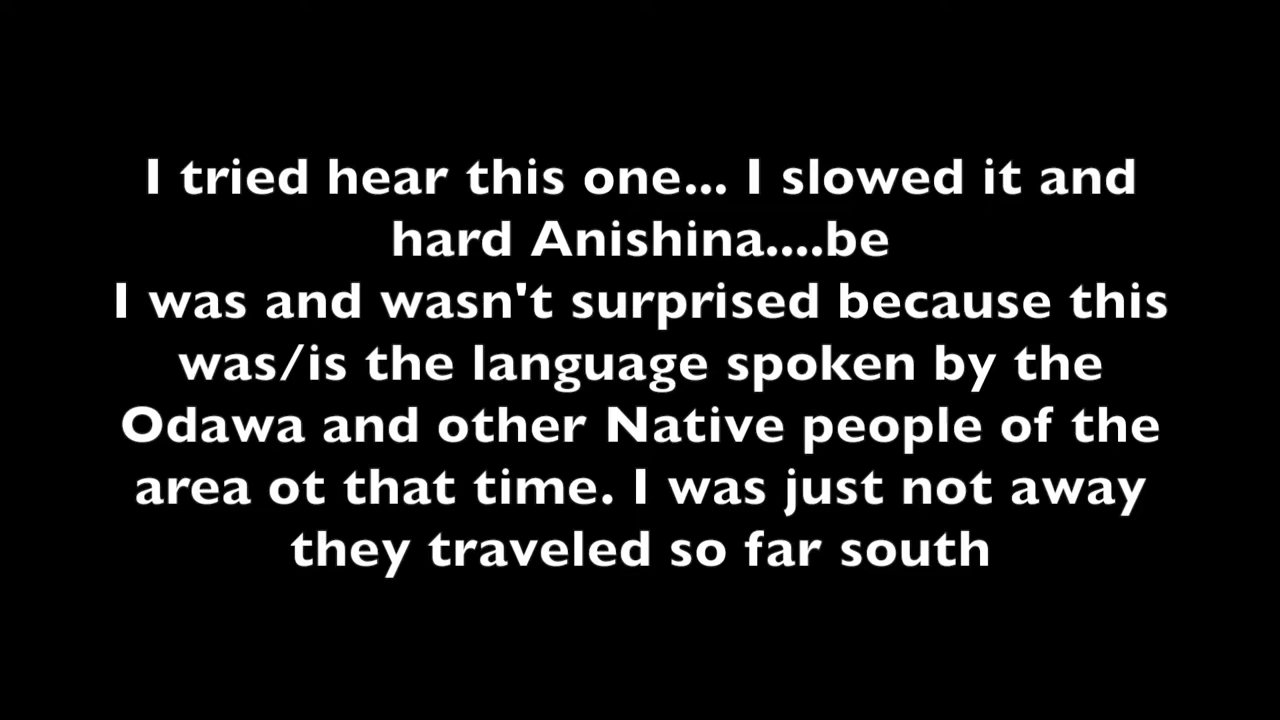 I tried hear this one... I slowed it and
hard Anishina....be
I was and wasn't surprised because this
was/is the language spoken by the
Odawa and other Native people of the
area ot that time. I was just not away
they traveled so far south